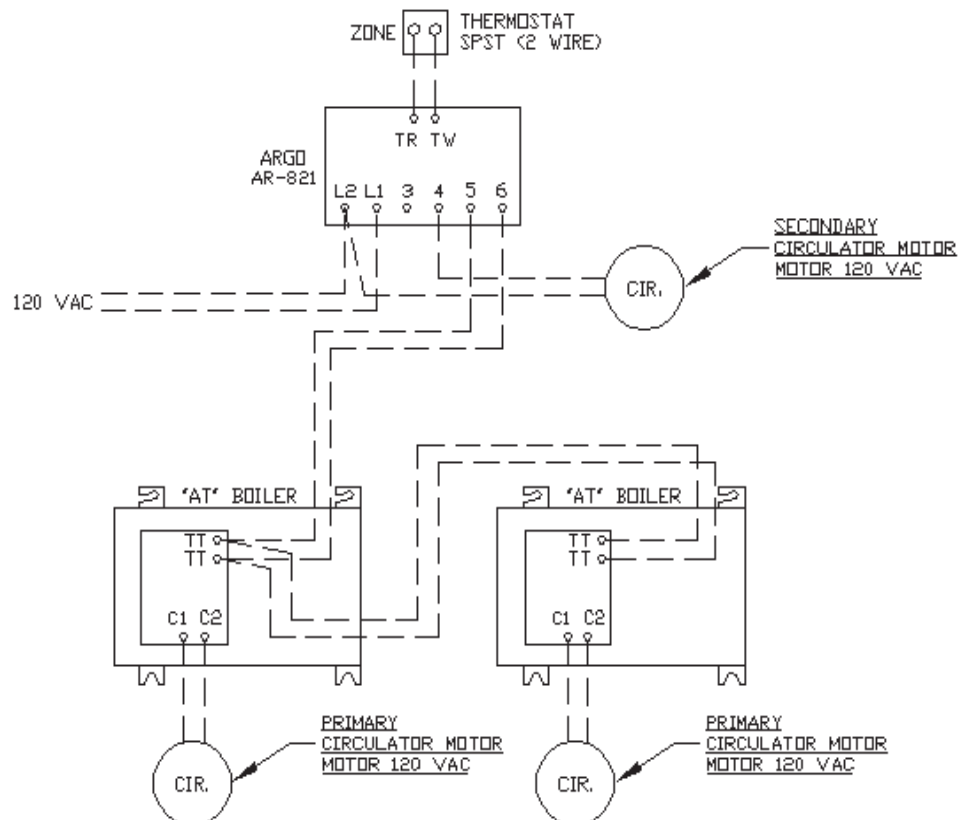 ZONE
THERMOSTAT
SPST (2 WIRE)
TR TW
ARGO
AR-821
L2 L1 3 4 5 6
SECONDARY
CIRCULATOR MOTOR
MOTOR 120 VAC
CIR.
120 VAC
"AT" BOILER
TT
TT
C1 C2
"AT" BOILER
TT
TT
C1 C2
PRIMARY
CIRCULATOR MOTOR
MOTOR 120 VAC
CIR.
PRIMARY
CIRCULATOR MOTOR
MOTOR 120 VAC
CIR.